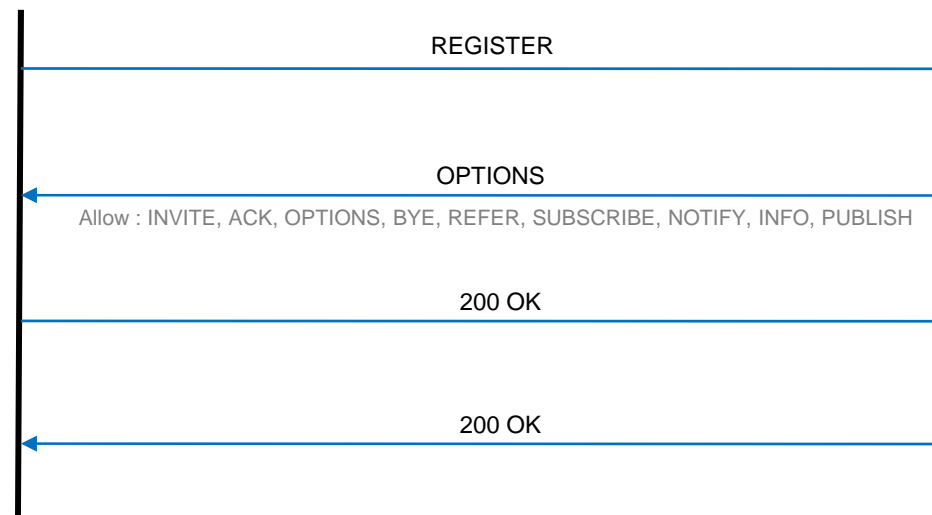 REGISTER
OPTIONS
Allow : INVITE, ACK, OPTIONS, BYE, REFER, SUBSCRIBE, NOTIFY, INFO, PUBLISH
200 OK
200 OK